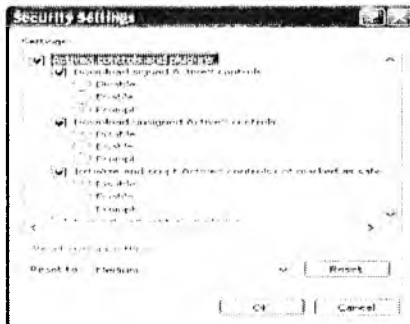 Security Settings
Settings:
ActiveX controls and plug-ins
Download signed ActiveX controls
Disable
Enable
Prompt
Download unsigned ActiveX controls
Disable
Enable
Prompt
Initialize and script ActiveX controls not marked as safe
Disable
Enable
Prompt
Reset custom settings
Reset to: Medium
Reset
OK
Cancel